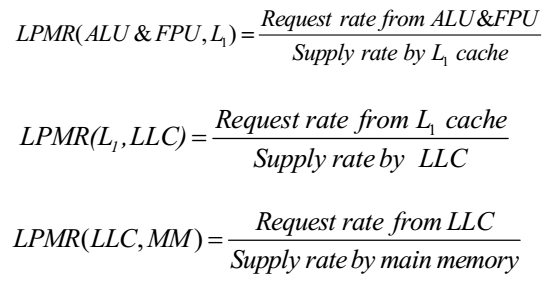 LPMR(ALU & FPU, L₁) = Request rate from ALU&FPU / Supply rate by L₁ cache
LPMR(L₁, LLC) = Request rate from L₁ cache / Supply rate by LLC
LPMR(LLC, MM) = Request rate from LLC / Supply rate by main memory